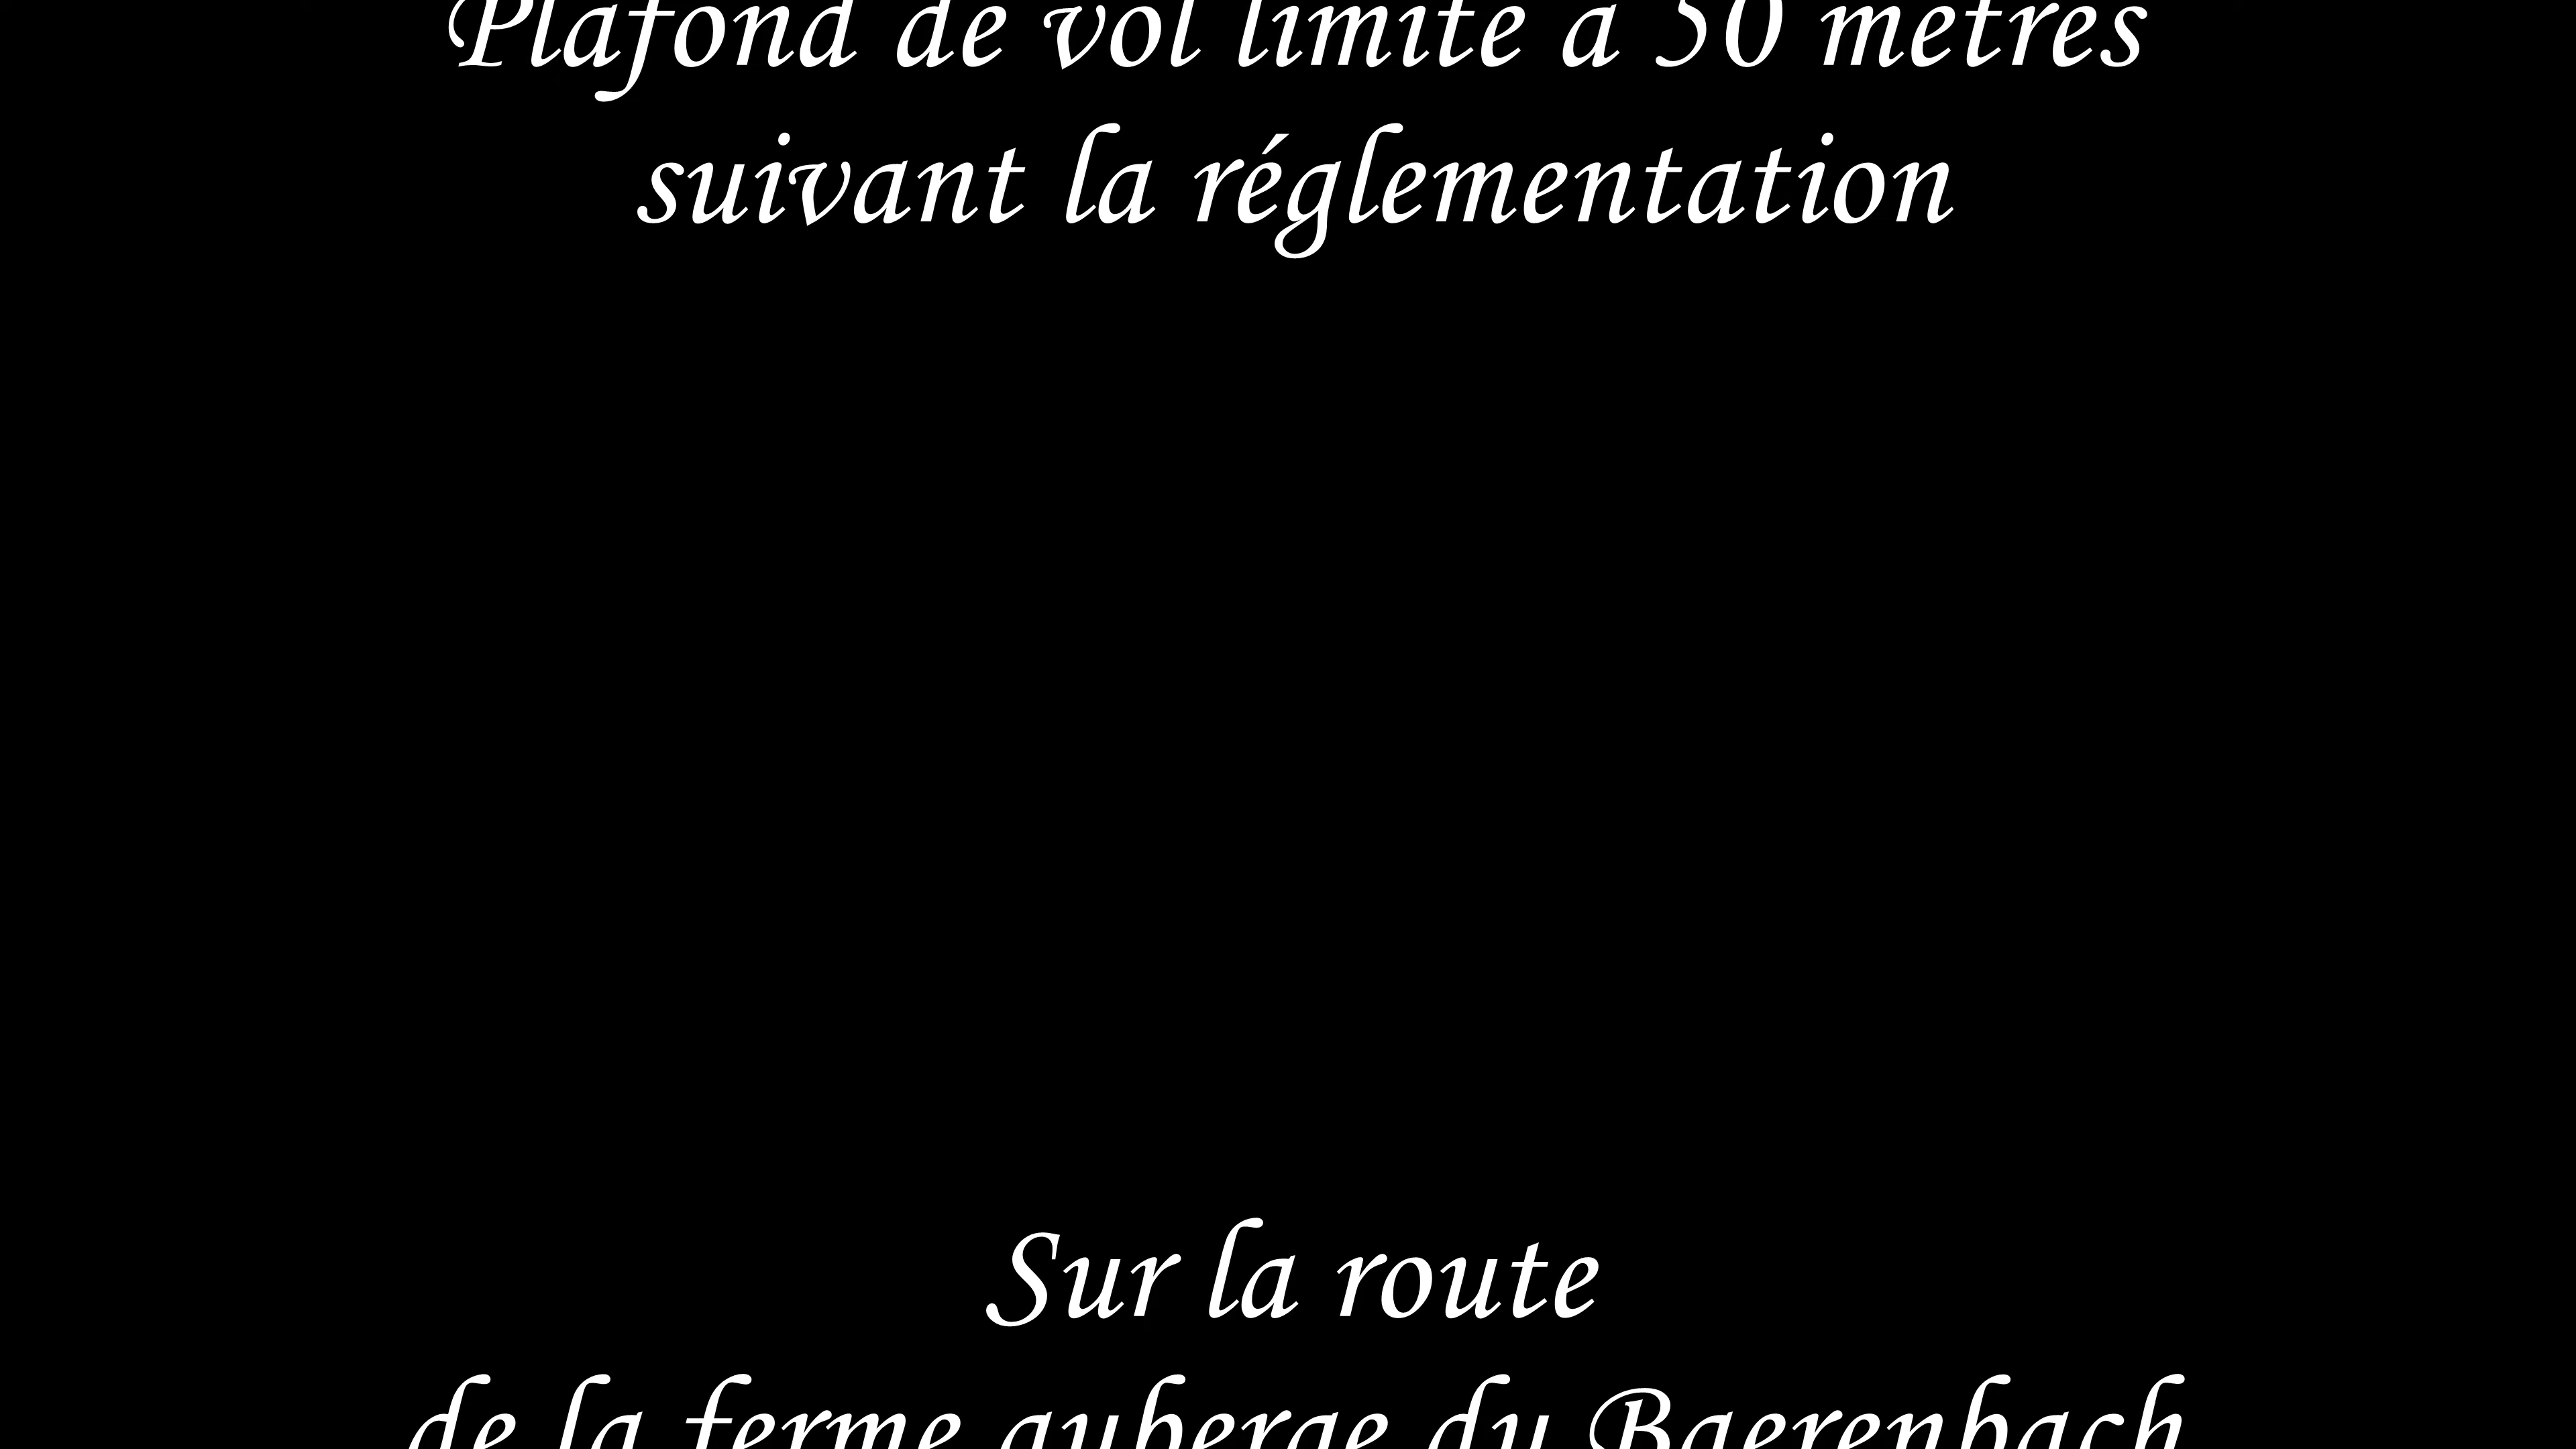 Plafond de vol limité à 50 mètres
suivant la réglementation
Sur la route
de la ferme auberge du Baerenbach